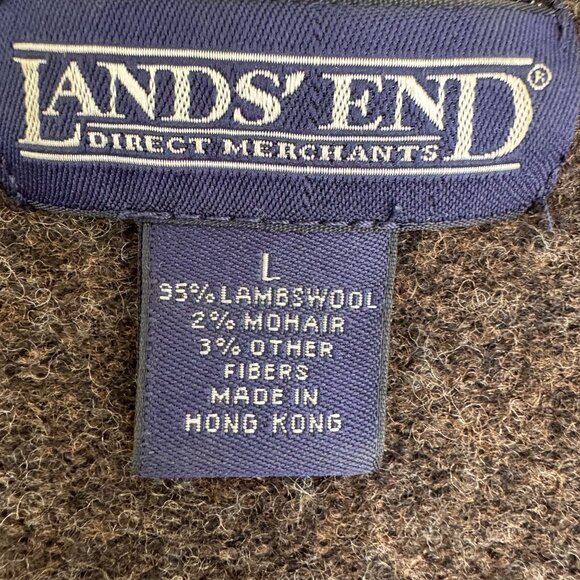 LANDS' END®
DIRECT MERCHANTS
L
95% LAMBSWOOL
2% MOHAIR
3% OTHER
FIBERS
MADE IN
HONG KONG